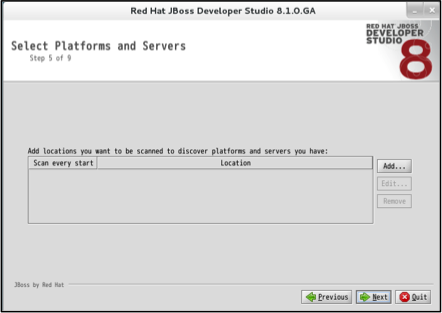 Red Hat JBoss Developer Studio 8.1.0.GA
Select Platforms and Servers
Step 5 of 9
RED HAT JBOSS
DEVELOPER
STUDIO
8
Add locations you want to be scanned to discover platforms and servers you have:
Scan every start Location
Add...
Edit...
Remove
JBoss by Red Hat
Previous Next Quit